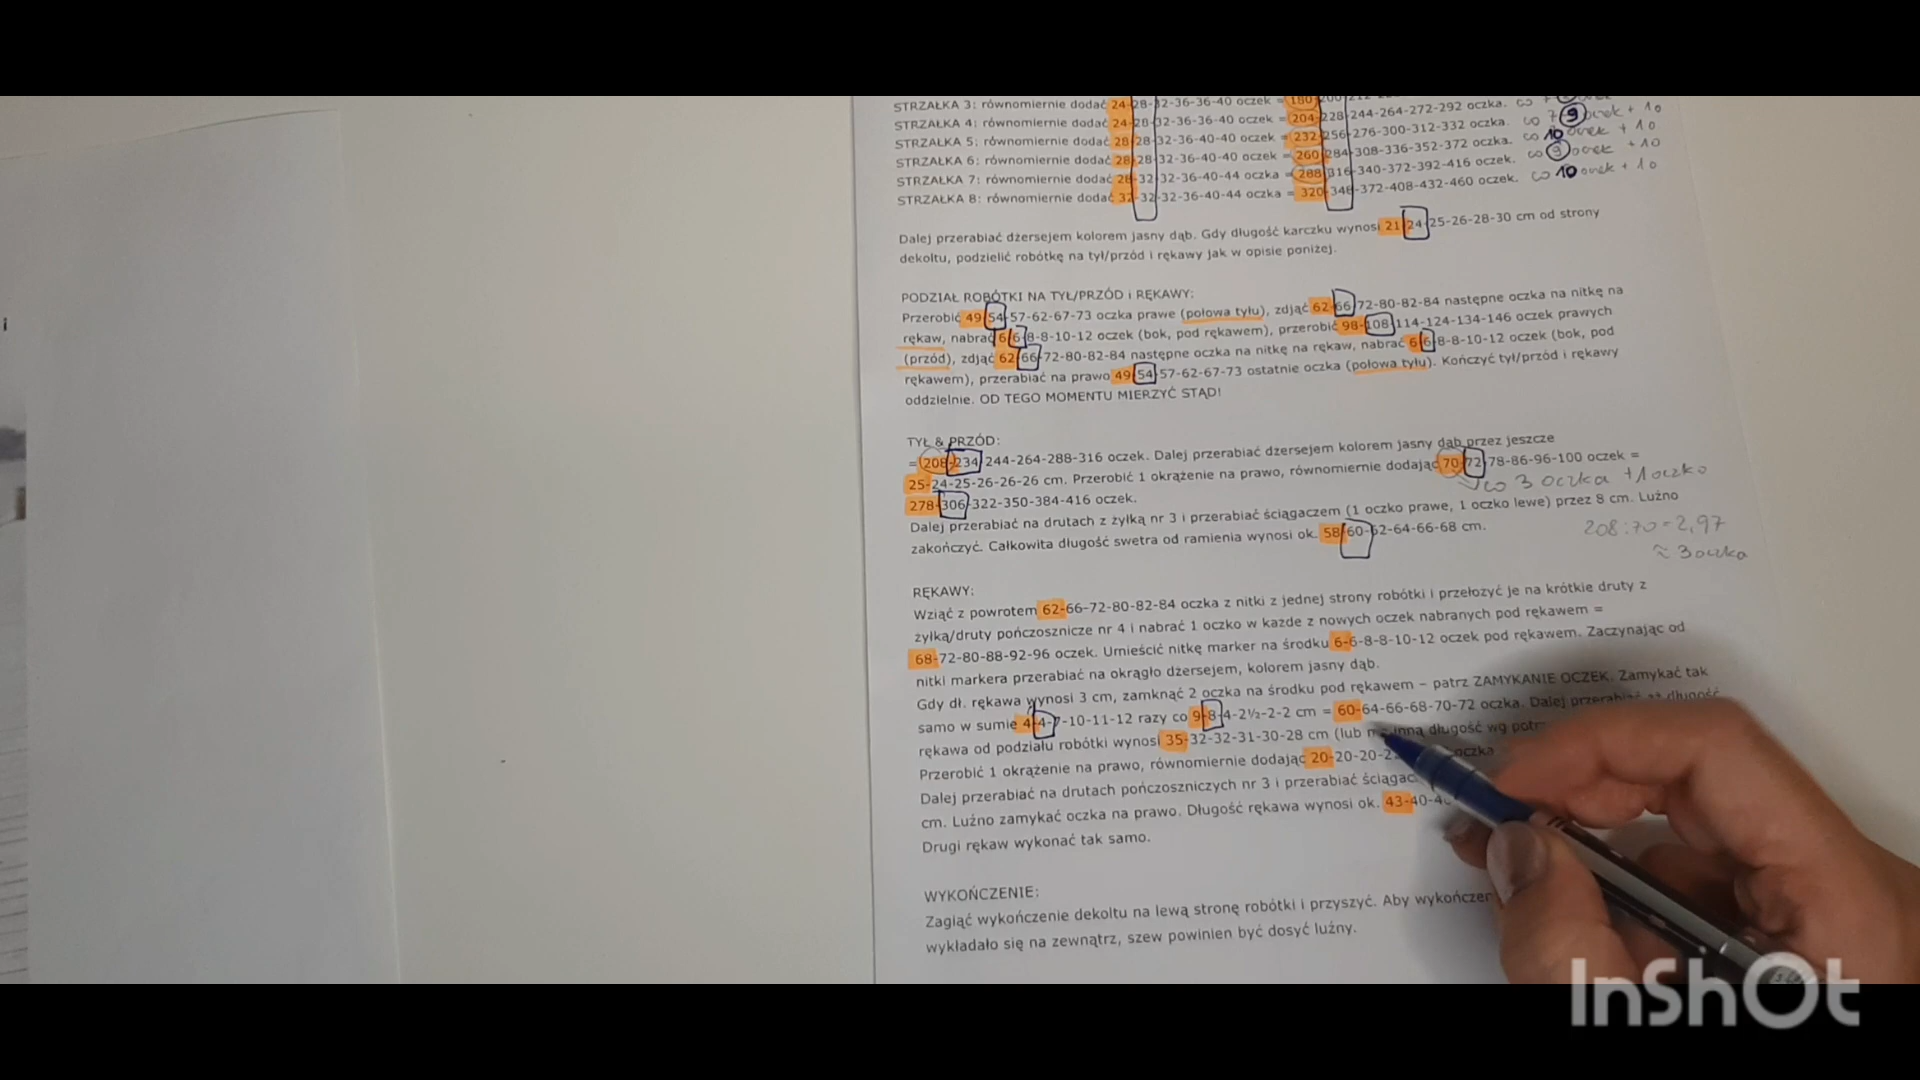 STRZAŁKA 3: równomiernie dodać 24-28-32-36-36-40 oczek = 180
STRZAŁKA 4: równomiernie dodać 24-28-32-36-36-40 oczek = 204-228-244-264-272-292 oczka. co 7 9 oczek + 10
STRZAŁKA 5: równomiernie dodać 28-28-32-36-40-40 oczek = 232-256-276-300-312-332 oczka. co 10 oczek + 10
STRZAŁKA 6: równomiernie dodać 28-28-32-36-40-40 oczek = 260-284-308-336-352-372 oczka. co 9 oczek + 10
STRZAŁKA 7: równomiernie dodać 28-32-32-36-40-44 oczka = 288-316-340-372-392-416 oczek. co 10 oczek + 10
STRZAŁKA 8: równomiernie dodać 32-32-32-36-40-44 oczka = 320-348-372-408-432-460 oczek.
Dalej przerabiać dżersejem kolorem jasny dąb. Gdy długość karczku wynosi 21-24-25-26-28-30 cm od strony
dekoltu, podzielić robótkę na tył/przód i rękawy jak w opisie poniżej.
PODZIAŁ ROBÓTKI NA TYŁ/PRZÓD i RĘKAWY:
Przerobić 49-54-57-62-67-73 oczka prawe (połowa tyłu), zdjąć 62-66-72-80-82-84 następne oczka na nitkę na
rękaw, nabrać 6-6-8-8-10-12 oczek (bok, pod rękawem), przerobić 98-108-114-124-134-146 oczek prawych
(przód), zdjąć 62-66-72-80-82-84 następne oczka na nitkę na rękaw, nabrać 6-6-8-8-10-12 oczek (bok, pod
rękawem), przerabiać na prawo 49-54-57-62-67-73 ostatnie oczka (połowa tyłu). Kończyć tył/przód i rękawy
oddzielnie. OD TEGO MOMENTU MIERZYĆ STĄD!
TYŁ & PRZÓD:
= 208-234-244-264-288-316 oczek. Dalej przerabiać dżersejem kolorem jasny dąb przez jeszcze
25-24-25-26-26-26 cm. Przerobić 1 okrążenie na prawo, równomiernie dodając 70-72-78-86-96-100 oczek =
278-306-322-350-384-416 oczek.
co 3 oczka +1 oczko
Dalej przerabiać na drutach z żyłką nr 3 i przerabiać ściągaczem (1 oczko prawe, 1 oczko lewe) przez 8 cm. Luźno
zakończyć. Całkowita długość swetra od ramienia wynosi ok. 58-60-62-64-66-68 cm.
208:70=2,97
≈ 3 oczka
RĘKAWY:
Wziąć z powrotem 62-66-72-80-82-84 oczka z nitki z jednej strony robótki i przełożyć je na krótkie druty z
żyłką/druty pończosznicze nr 4 i nabrać 1 oczko w każde z nowych oczek nabranych pod rękawem =
68-72-80-88-92-96 oczek. Umieścić nitkę marker na środku 6-6-8-8-10-12 oczek pod rękawem. Zaczynając od
nitki markera przerabiać na okrągło dżersejem, kolorem jasny dąb.
Gdy dł. rękawa wynosi 3 cm, zamknąć 2 oczka na środku pod rękawem – patrz ZAMYKANIE OCZEK. Zamykać tak
samo w sumie 4-4-7-10-11-12 razy co 9-8-4-2½-2-2 cm = 60-64-66-68-70-72 oczka. Dalej przerabiać aż długość
rękawa od podziału robótki wynosi 35-32-32-31-30-28 cm (lub inną długość wg
Przerobić 1 okrążenie na prawo, równomiernie dodając 20-20-20- oczka
Dalej przerabiać na drutach pończoszniczych nr 3 i przerabiać
cm. Luźno zamykać oczka na prawo. Długość rękawa wynosi ok. 43-40-
Drugi rękaw wykonać tak samo.
WYKOŃCZENIE:
Zagiąć wykończenie dekoltu na lewą stronę robótki i przyszyć. Aby
wykładało się na zewnątrz, szew powinien być dosyć luźny.
InShOt